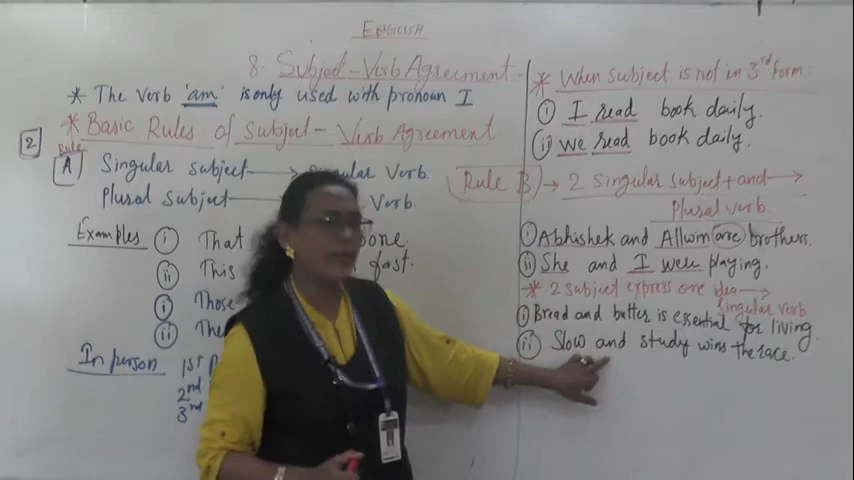 ENGLISH
8. Subject-Verb Agreement
* The verb 'am' is only used with pronoun I
2
* Basic Rules of Subject-Verb Agreement
Rule
A Singular subject → Singular Verb.
Plural Subject Verb.
Examples (i) That
(ii) This fast.
(i) Those
(ii)
In person 1st
2nd
3rd
* When subject is not in 3rd form
(i) I read book daily.
(ii) we read book daily.
Rule B → 2 Singular subject + and →
Plural verb.
(i) Abhishek and Allwin are brothers.
(ii) She and I were playing.
* 2 subject express one idea →
Singular verb
(i) Bread and butter is essential for living.
(ii) Slow and study wins the race.